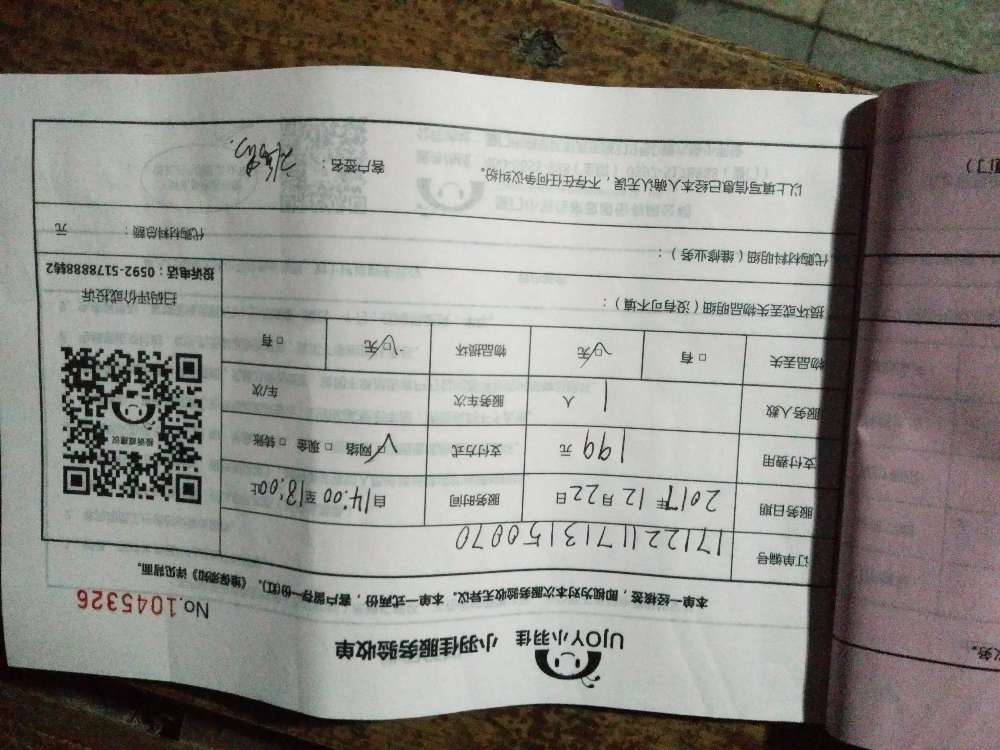 UJOY小羽佳 小羽佳服务验收单
No.1045326
本单一经核签，即视为对本次服务验收无异议。本单一式两份，客户留存一份(红)。《维保须知》详见背面。
订单编号
服务日期 2017年 12月22日 服务时间 自14:00至18:00止
支付费用 199 元 支付方式 √□网络 □现金 □转账
服务人数 1 人 服务车次 车/次
物品丢失 □有 √□无 物品损坏 √□无 □有
投诉或建议
扫码评价或投诉
投诉电话：0592-5178888转2
损坏或丢失物品明细（没有可不填）：
代购材料明细（维修业务）： 代购材料总额： 元
以上填写信息已经本人确认无误，不存在任何争议纠纷。 客户签名：